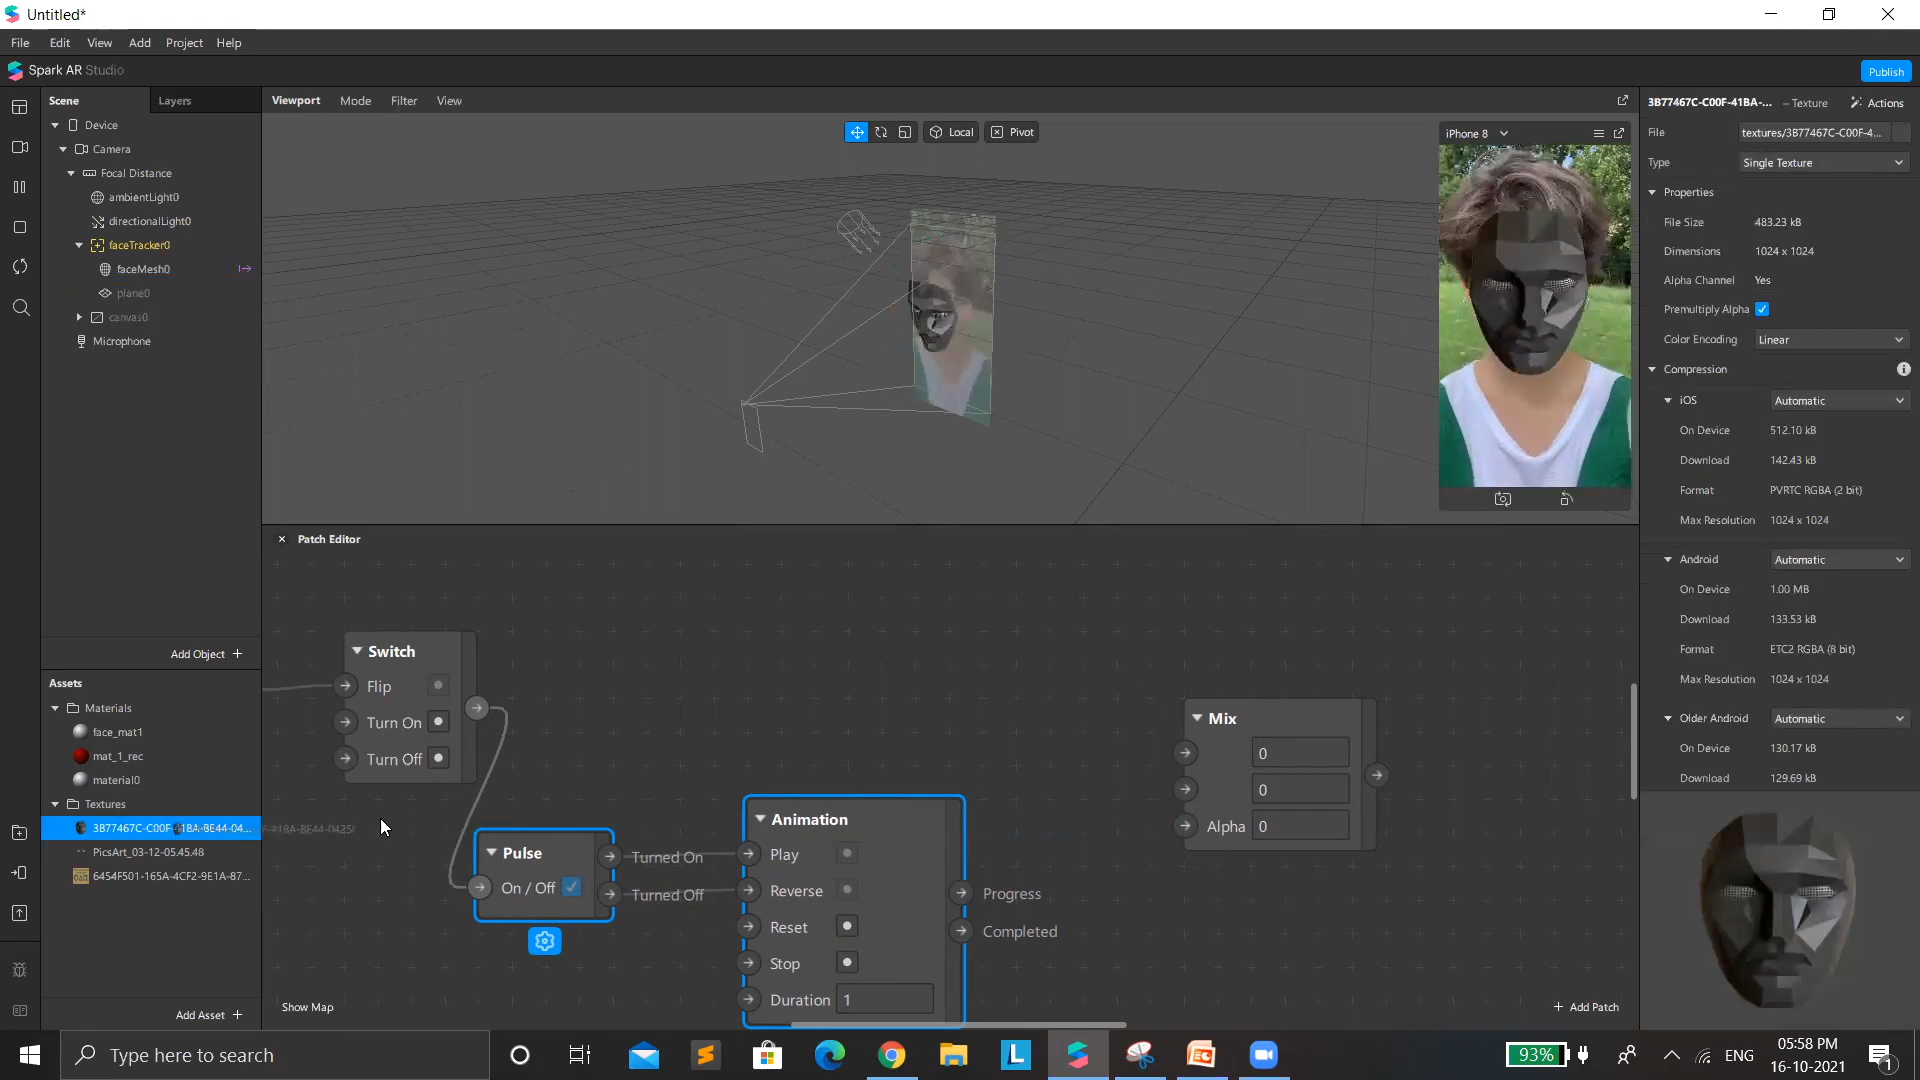 Untitled*
File Edit View Add Project Help
Spark AR Studio
Publish
Scene
Layers
Device
Camera
Focal Distance
ambientLight0
directionalLight0
faceTracker0
faceMesh0
plane0
canvas0
Microphone
Add Object +
Assets
Materials
face_mat1
mat_1_rec
material0
Textures
3B77467C-C00F-41BA-BE44-04...
PicsArt_03-12-05.45.48
6454F501-165A-4CF2-9E1A-87...
Add Asset +
Viewport Mode Filter View
Local
Pivot
iPhone 8
Patch Editor
Switch
Flip
Turn On
Turn Off
Pulse
On / Off
Turned On
Turned Off
Animation
Play
Reverse
Reset
Stop
Duration 1
Progress
Completed
Mix
0
0
Alpha 0
Show Map
+ Add Patch
3B77467C-C00F-41BA-... – Texture
Actions
File textures/3B77467C-C00F-4...
Type Single Texture
Properties
File Size 483.23 kB
Dimensions 1024 x 1024
Alpha Channel Yes
Premultiply Alpha
Color Encoding Linear
Compression
iOS Automatic
On Device 512.10 kB
Download 142.43 kB
Format PVRTC RGBA (2 bit)
Max Resolution 1024 x 1024
Android Automatic
On Device 1.00 MB
Download 133.53 kB
Format ETC2 RGBA (8 bit)
Max Resolution 1024 x 1024
Older Android Automatic
On Device 130.17 kB
Download 129.69 kB
Type here to search
93%
ENG
05:58 PM
16-10-2021
1